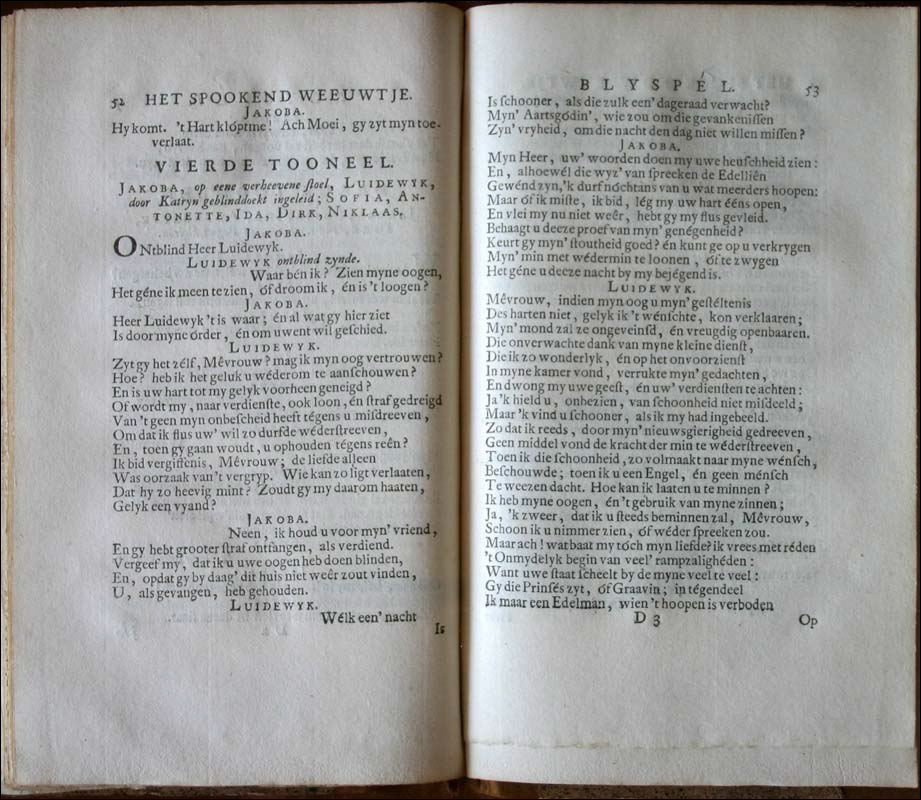 52 HET SPOOKEND WEEUWTJE.
JAKOBA.
Hy komt. 't Hart klóptme! Ach Moei, gy zyt myn toe-
verlaat.
VIERDE TOONEEL.
JAKOBA, op eene verheevene ſtoel, LUIDEWYK,
door Katryn geblinddoekt ingeleid; SOFIA, AN-
TONETTE, IDA, DIRK, NIKLAAS.
JAKOBA.
ONtblind Heer Luidewyk.
LUIDEWYK ontblind zynde.
Waar bén ik? Zien myne oogen,
Het géne ik meen te zien, óf droom ik, én is 't loogen?
JAKOBA.
Heer Luidewyk 't is waar; én al wat gy hier ziet
Is door myne órder, én om uwent wil geſchied.
LUIDEWYK.
Zyt gy het zélf, Mêvrouw? mag ik myn oog vertrouwen?
Hoe? heb ik het geluk u wéderom te aanſchouwen?
En is uw hart tot my gelyk voorheen geneigd?
Of wordt my, naar verdienſte, ook loon, én ſtraf gedreigd
Van 't geen myn onbeſcheid heeft tégens u miſdreeven,
Om dat ik flus uw' wil zo durfde wéderſtreeven,
En, toen gy gaan woudt, u ophouden tégens reên?
Ik bid vergiffenis, Mêvrouw; de liefde alleen
Was oorzaak van 't vergryp. Wie kan zo ligt verlaaten,
Dat hy zo heevig mint? Zoudt gy my daarom haaten,
Gelyk een vyand?
JAKOBA.
Neen, ik houd u voor myn' vriend,
En gy hebt grooter ſtraf ontfangen, als verdiend.
Vergeef my, dat ik u uwe oogen heb doen blinden,
En, opdat gy by daag' dit huis niet weêr zout vinden,
U, als gevangen, heb gehouden.
LUIDEWYK.
Wélk een' nacht
Is
BLYSPÉL. 53
Is ſchooner, als die zulk een' dageraad verwacht?
Myn' Aartsgódin', wie zou om die gevankeniſſen
Zyn' vryheid, om die nacht den dag niet willen miſſen?
JAKOBA.
Myn Heer, uw' woorden doen my uwe heuſchheid zien:
En, alhoewél die wyz' van ſpreeken de Edelliên
Gewénd zyn, 'k durf nóchtans van u wat meerders hoopen:
Maar óf ik miſte, ik bid, lég my uw hart ééns open,
En vlei my nu niet weêr, hebt gy my flus gevleid.
Behaagt u deeze proef van myn' genégenheid?
Keurt gy myn' ſtoutheid goed? én kunt ge op u verkrygen
Myn' min met wédermin te loonen, óf te zwygen
Het géne u deeze nacht by my bejégend is.
LUIDEWYK.
Mêvrouw, indien myn oog u myn' geſtéltenis
Des harten niet, gelyk ik 't wénſchte, kon verklaaren;
Myn' mond zal ze ongeveinſd, én vreugdig openbaaren.
Die onverwachte dank van myne kleine dienſt,
Die ik zo wonderlyk, én op het onvoorzienſt
In myne kamer vond, verrukte myn' gedachten,
En dwong my uwe geeſt, én uw' verdienſten te achten:
Ja 'k hield u, onbezien, van ſchoonheid niet miſdeeld;
Maar 'k vind u ſchooner, als ik my had ingebeeld.
Zo dat ik reeds, door myn' nieuwsgierigheid gedreeven,
Geen middel vond de kracht der min te wéderſtreeven,
Toen ik die ſchoonheid, zo volmaakt naar myne wénſch,
Beſchouwde; toen ik u een Engel, én geen ménſch
Te weezen dacht. Hoe kan ik laaten u te minnen?
Ik heb myne oogen, én 't gebruik van myne zinnen;
Ja, 'k zweer, dat ik u ſteeds beminnen zal, Mêvrouw,
Schoon ik u nimmer zien, óf wéder ſpreeken zou.
Maar ach! wat baat my tóch myn liefde? ik vrees met réden
't Onmydelyk begin van veel' rampzalighéden:
Want uwe ſtaat ſcheelt by de myne veel te veel:
Gy die Prinſés zyt, óf Graavin; in tégendeel
Ik maar een Edelman, wien 't hoopen is verboden
D 3 Op